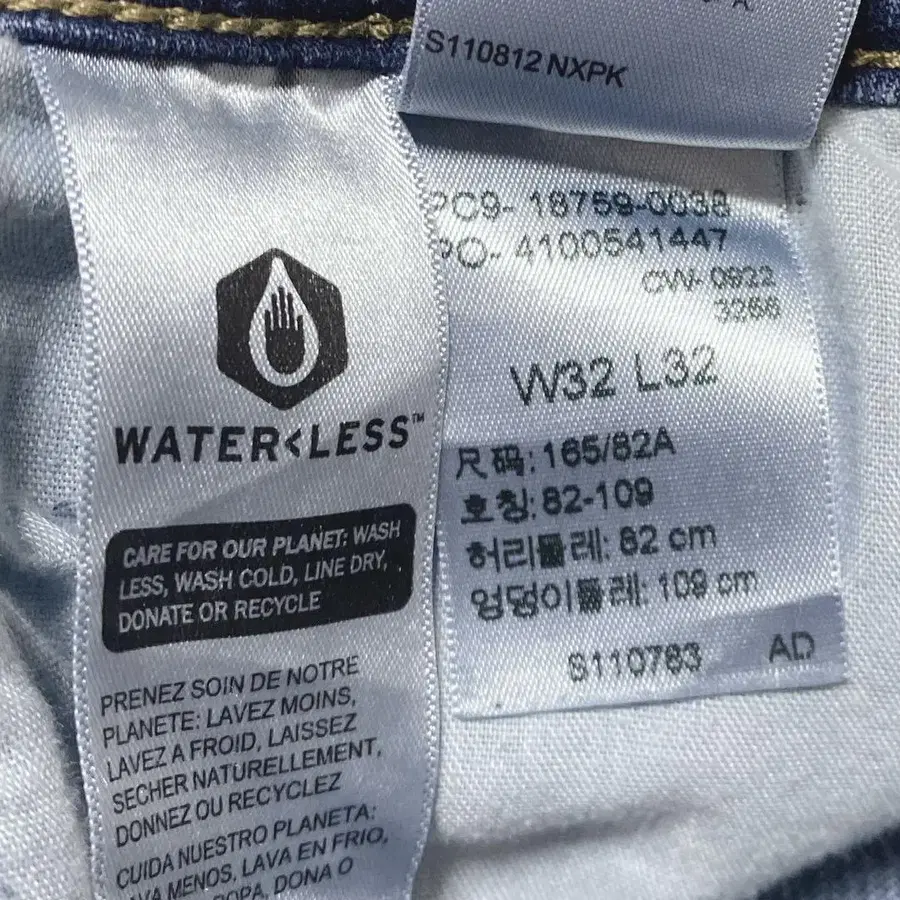 S110812 NXPK
PC9- 18759-0038
PO- 4100541447
CW- 0922
3266
W32 L32
尺码: 165/82A
호칭: 82-109
허리둘레: 82 cm
엉덩이둘레: 109 cm
S110783 AD
WATER<LESS™
CARE FOR OUR PLANET: WASH
LESS, WASH COLD, LINE DRY,
DONATE OR RECYCLE
PRENEZ SOIN DE NOTRE
PLANETE: LAVEZ MOINS,
LAVEZ A FROID, LAISSEZ
SECHER NATURELLEMENT,
DONNEZ OU RECYCLEZ
CUIDA NUESTRO PLANETA:
LAVA MENOS, LAVA EN FRIO,
ROPA, DONA O